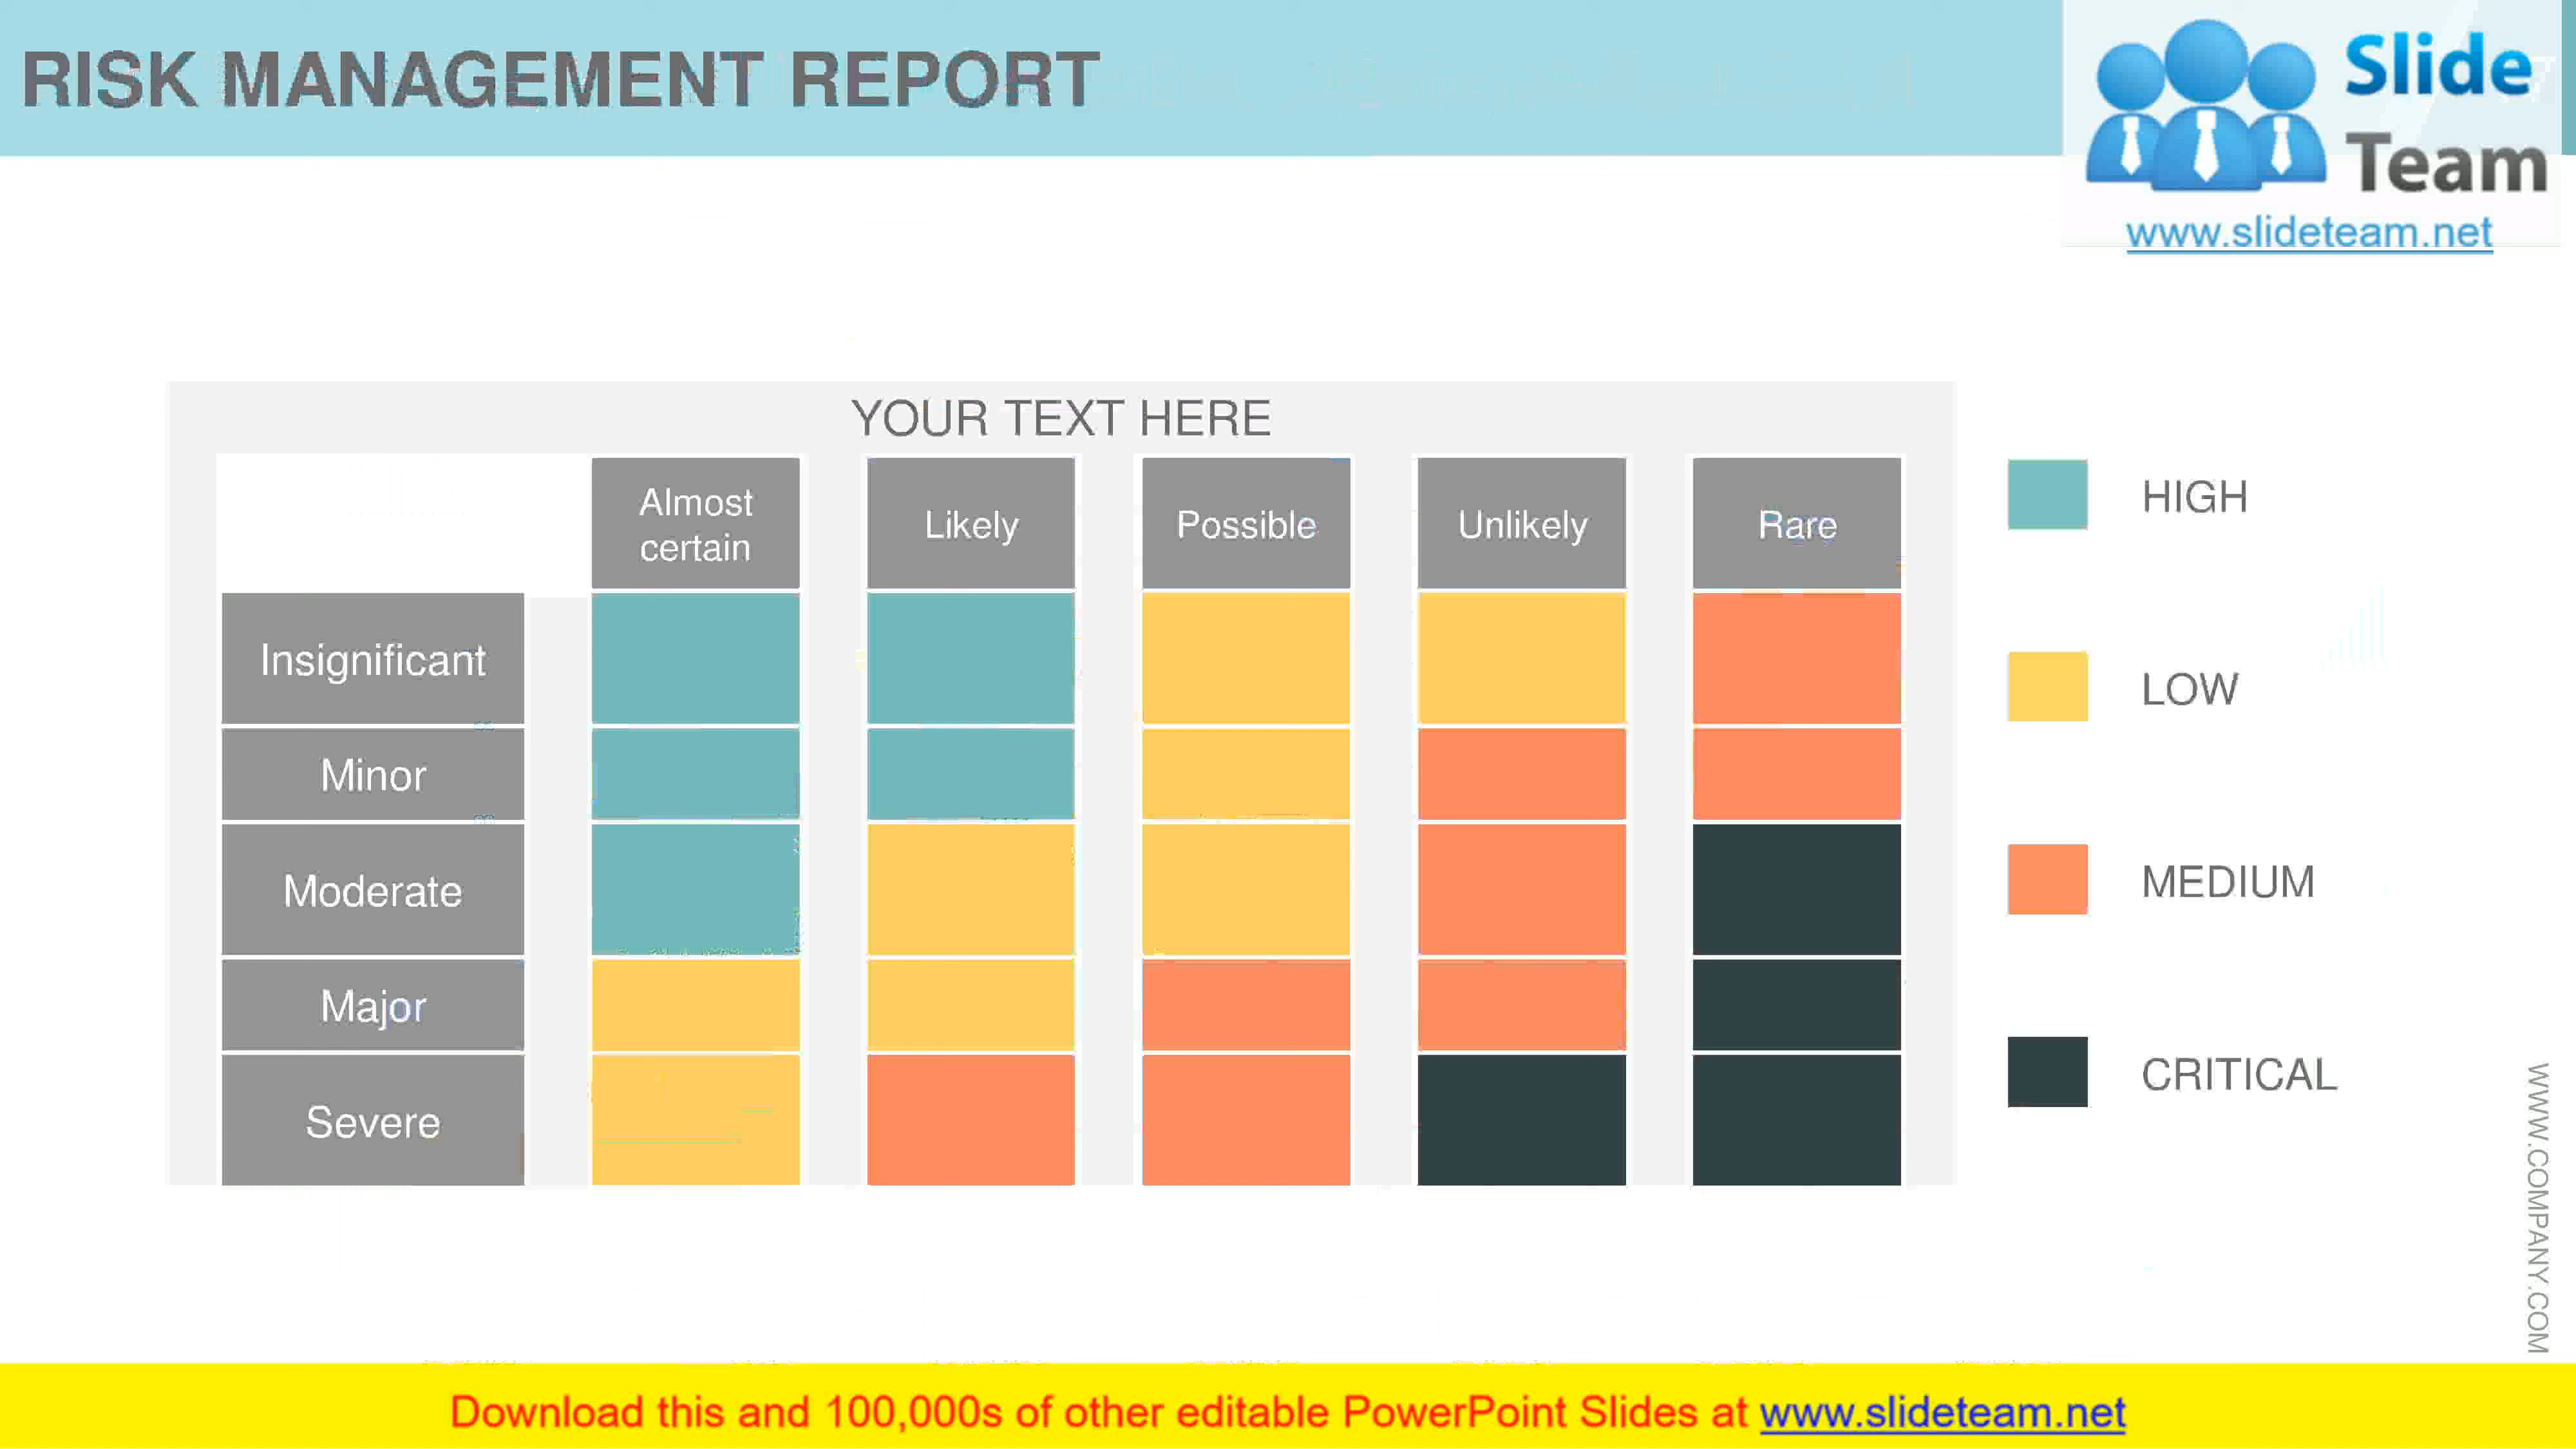 RISK MANAGEMENT REPORT
Slide
Team
www.slideteam.net
YOUR TEXT HERE
Almost
certain
Likely
Possible
Unlikely
Rare
Insignificant
Minor
Moderate
Major
Severe
HIGH
LOW
MEDIUM
CRITICAL
WWW.COMPANY.COM
Download this and 100,000s of other editable PowerPoint Slides at www.slideteam.net